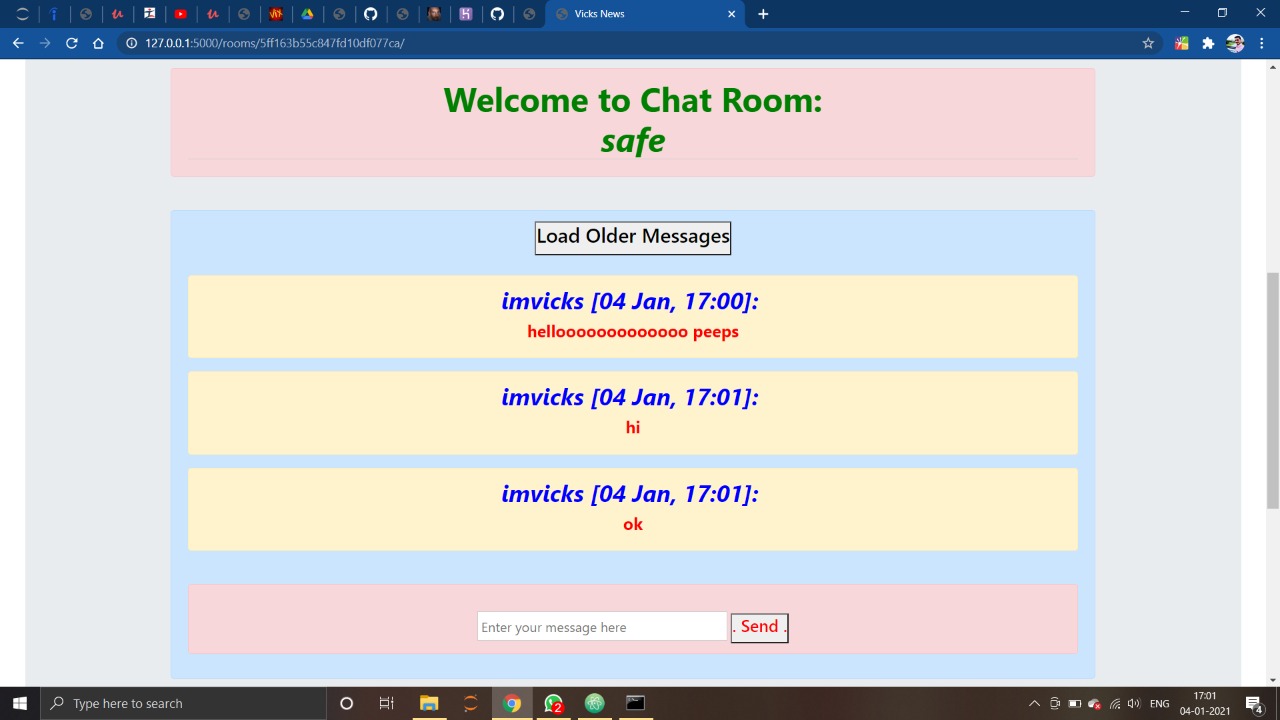 Vicks News
127.0.0.1:5000/rooms/5ff163b55c847fd10df077ca/
Welcome to Chat Room:
safe
Load Older Messages
imvicks [04 Jan, 17:00]:
hellooooooooooooo peeps
imvicks [04 Jan, 17:01]:
hi
imvicks [04 Jan, 17:01]:
ok
Enter your message here
. Send .
Type here to search
2
ENG
17:01
04-01-2021
4